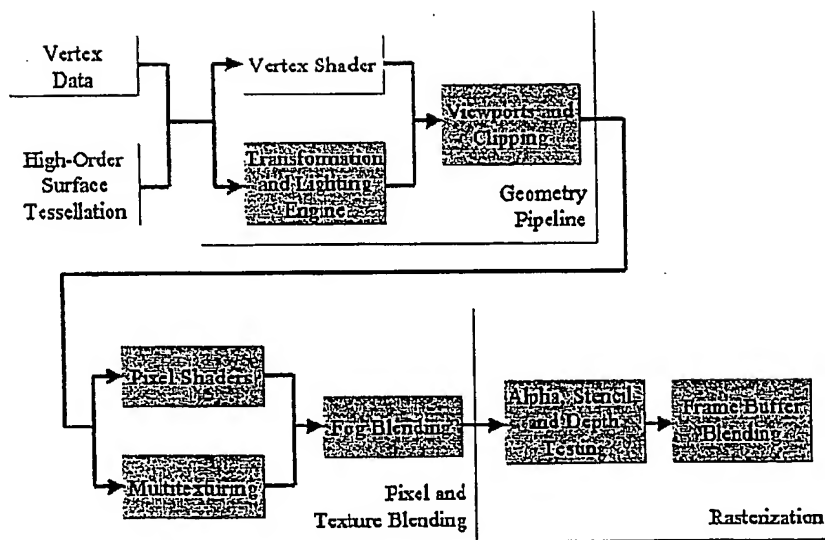 Vertex
Data
Vertex Shader
High-Order
Surface
Tessellation
Transformation
and Lighting
Engine
Viewports and
Clipping
Geometry
Pipeline
Pixel Shaders
Multitexturing
Fog Blending
Pixel and
Texture Blending
Alpha, Stencil
and Depth
Testing
Frame Buffer
Blending
Rasterization